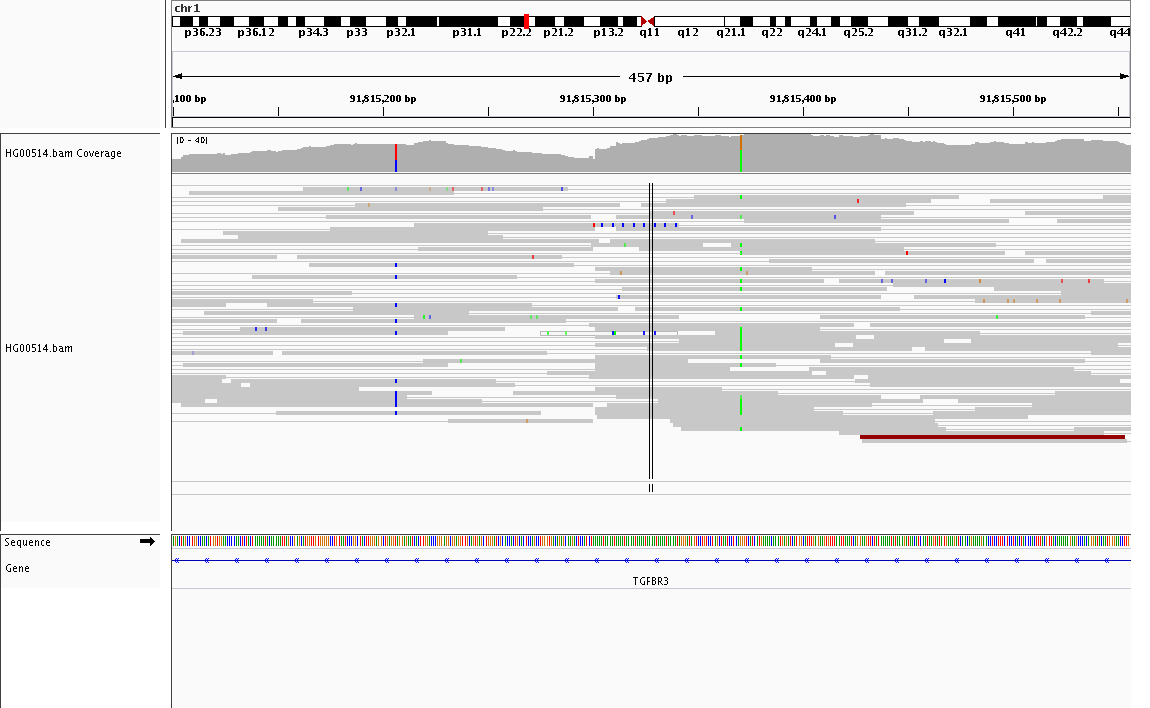 chr1
p36.23 p36.12 p34.3 p33 p32.1 p31.1 p22.2 p21.2 p13.2 q11 q12 q21.1 q22 q24.1 q25.2 q31.2 q32.1 q41 q42.2 q44
457 bp
,100 bp 91,815,200 bp 91,815,300 bp 91,815,400 bp 91,815,500 bp
[0 - 40]
HG00514.bam Coverage
HG00514.bam
Sequence
Gene
TGFBR3